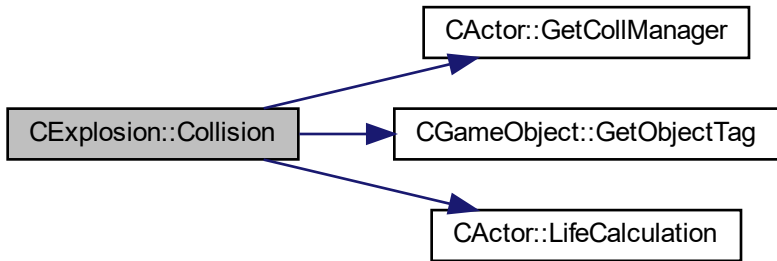 CActor::GetCollManager
CExplosion::Collision
CGameObject::GetObjectTag
CActor::LifeCalculation